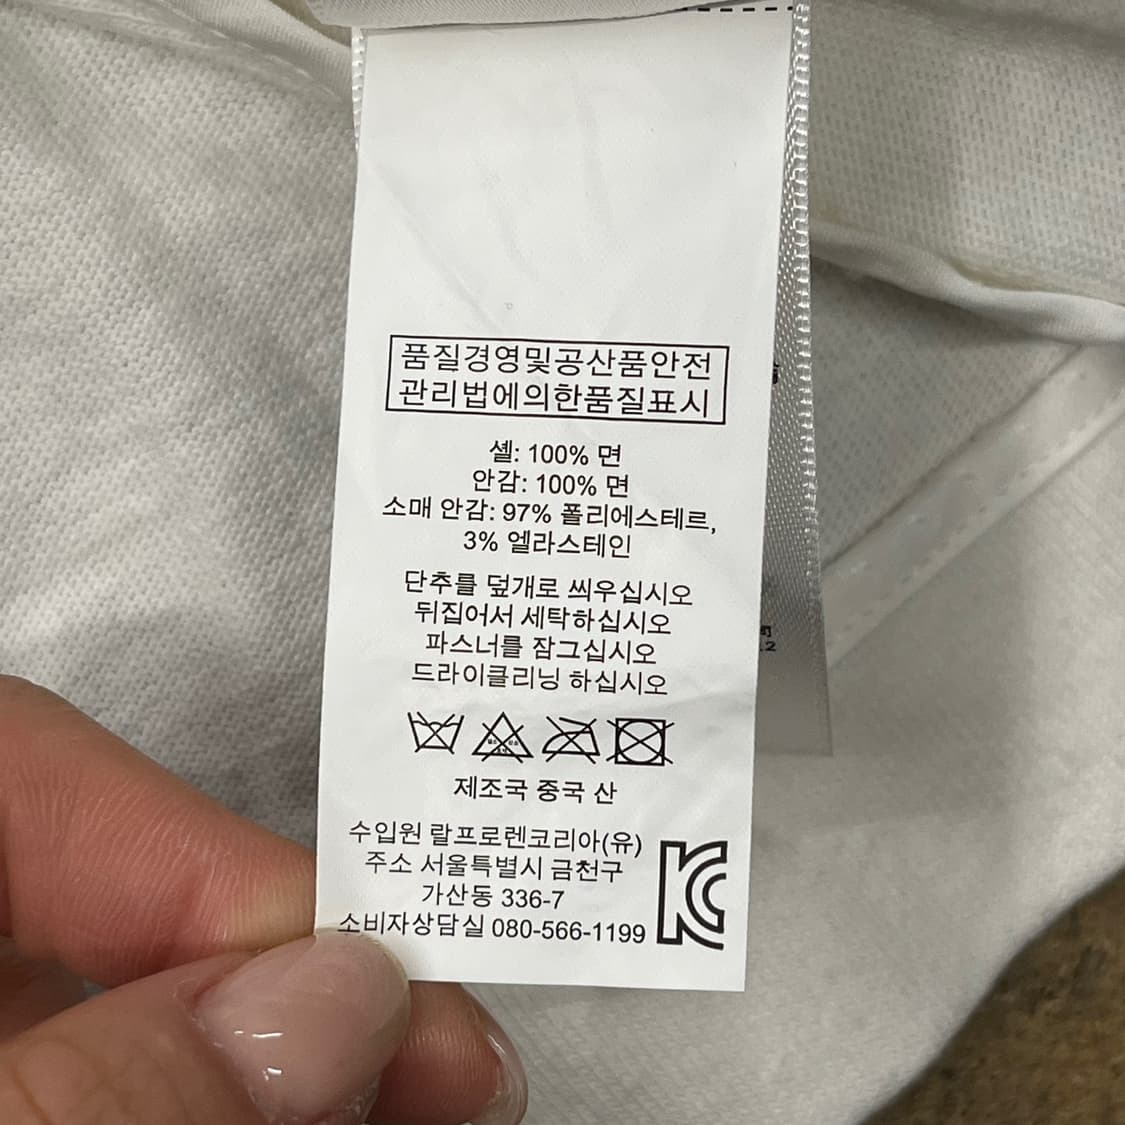 품질경영및공산품안전
관리법에의한품질표시
셸: 100% 면
안감: 100% 면
소매 안감: 97% 폴리에스테르,
3% 엘라스테인
단추를 덮개로 씌우십시오
뒤집어서 세탁하십시오
파스너를 잠그십시오
드라이클리닝 하십시오
제조국 중국 산
수입원 랄프로렌코리아(유)
주소 서울특별시 금천구
가산동 336-7
소비자상담실 080-566-1199